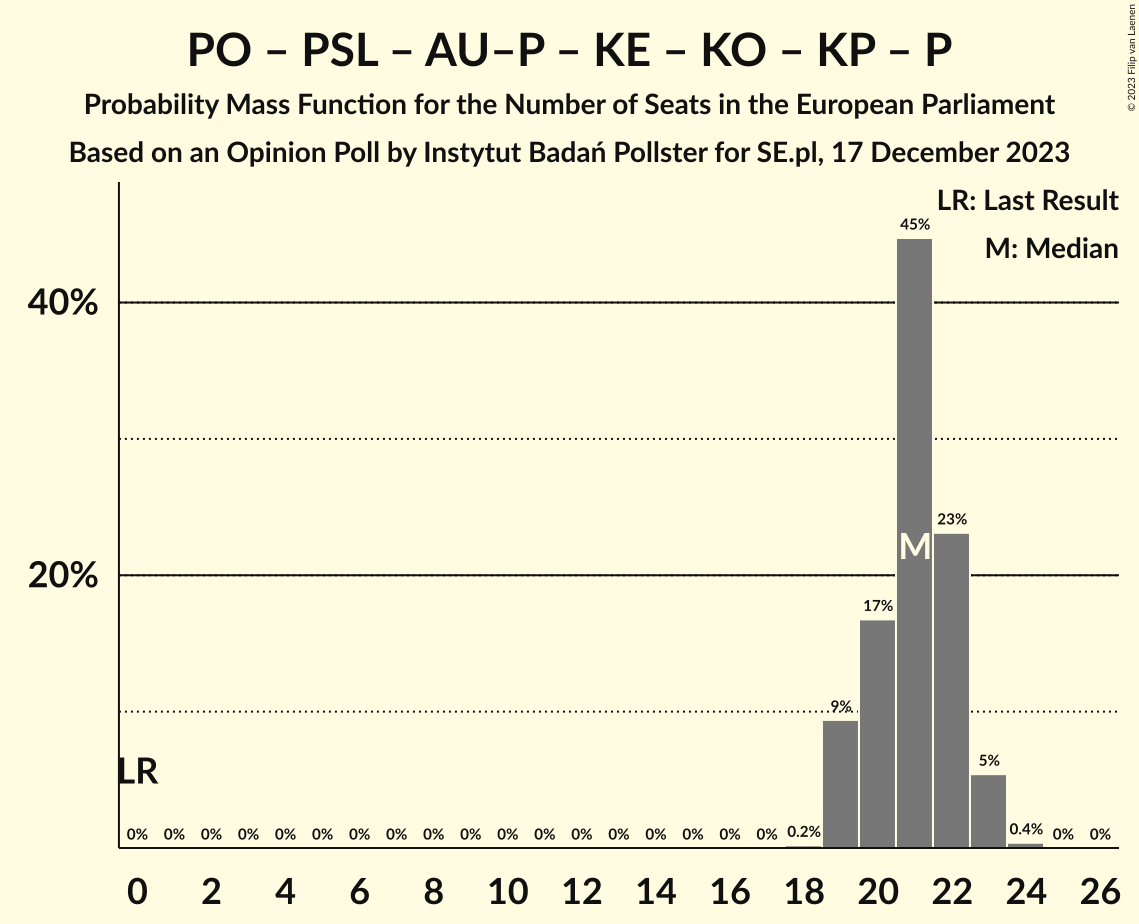 PO – PSL – AU–P – KE – KO – KP – P
Probability Mass Function for the Number of Seats in the European Parliament
Based on an Opinion Poll by Instytut Badań Pollster for SE.pl, 17 December 2023
© 2023 Filip van Laenen
LR: Last Result
M: Median
40%
20%
45%
23%
17%
9%
5%
M
LR
0% 0% 0% 0% 0% 0% 0% 0% 0% 0% 0% 0% 0% 0% 0% 0% 0% 0% 0.2% 0.4% 0% 0%
0 2 4 6 8 10 12 14 16 18 20 22 24 26